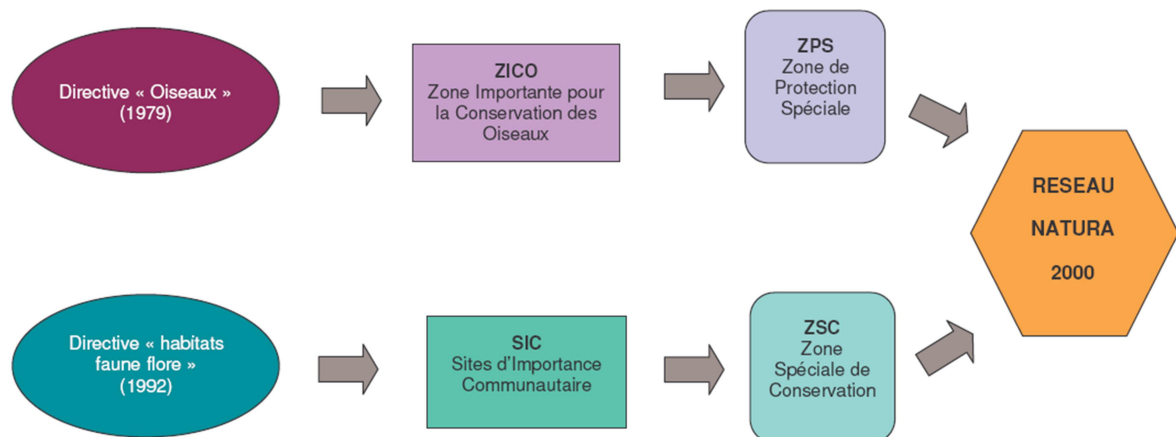 Directive « Oiseaux »
(1979)
ZICO
Zone Importante pour
la Conservation des
Oiseaux
ZPS
Zone de
Protection
Spéciale
RESEAU
NATURA
2000
Directive « habitats
faune flore »
(1992)
SIC
Sites d'Importance
Communautaire
ZSC
Zone
Spéciale de
Conservation